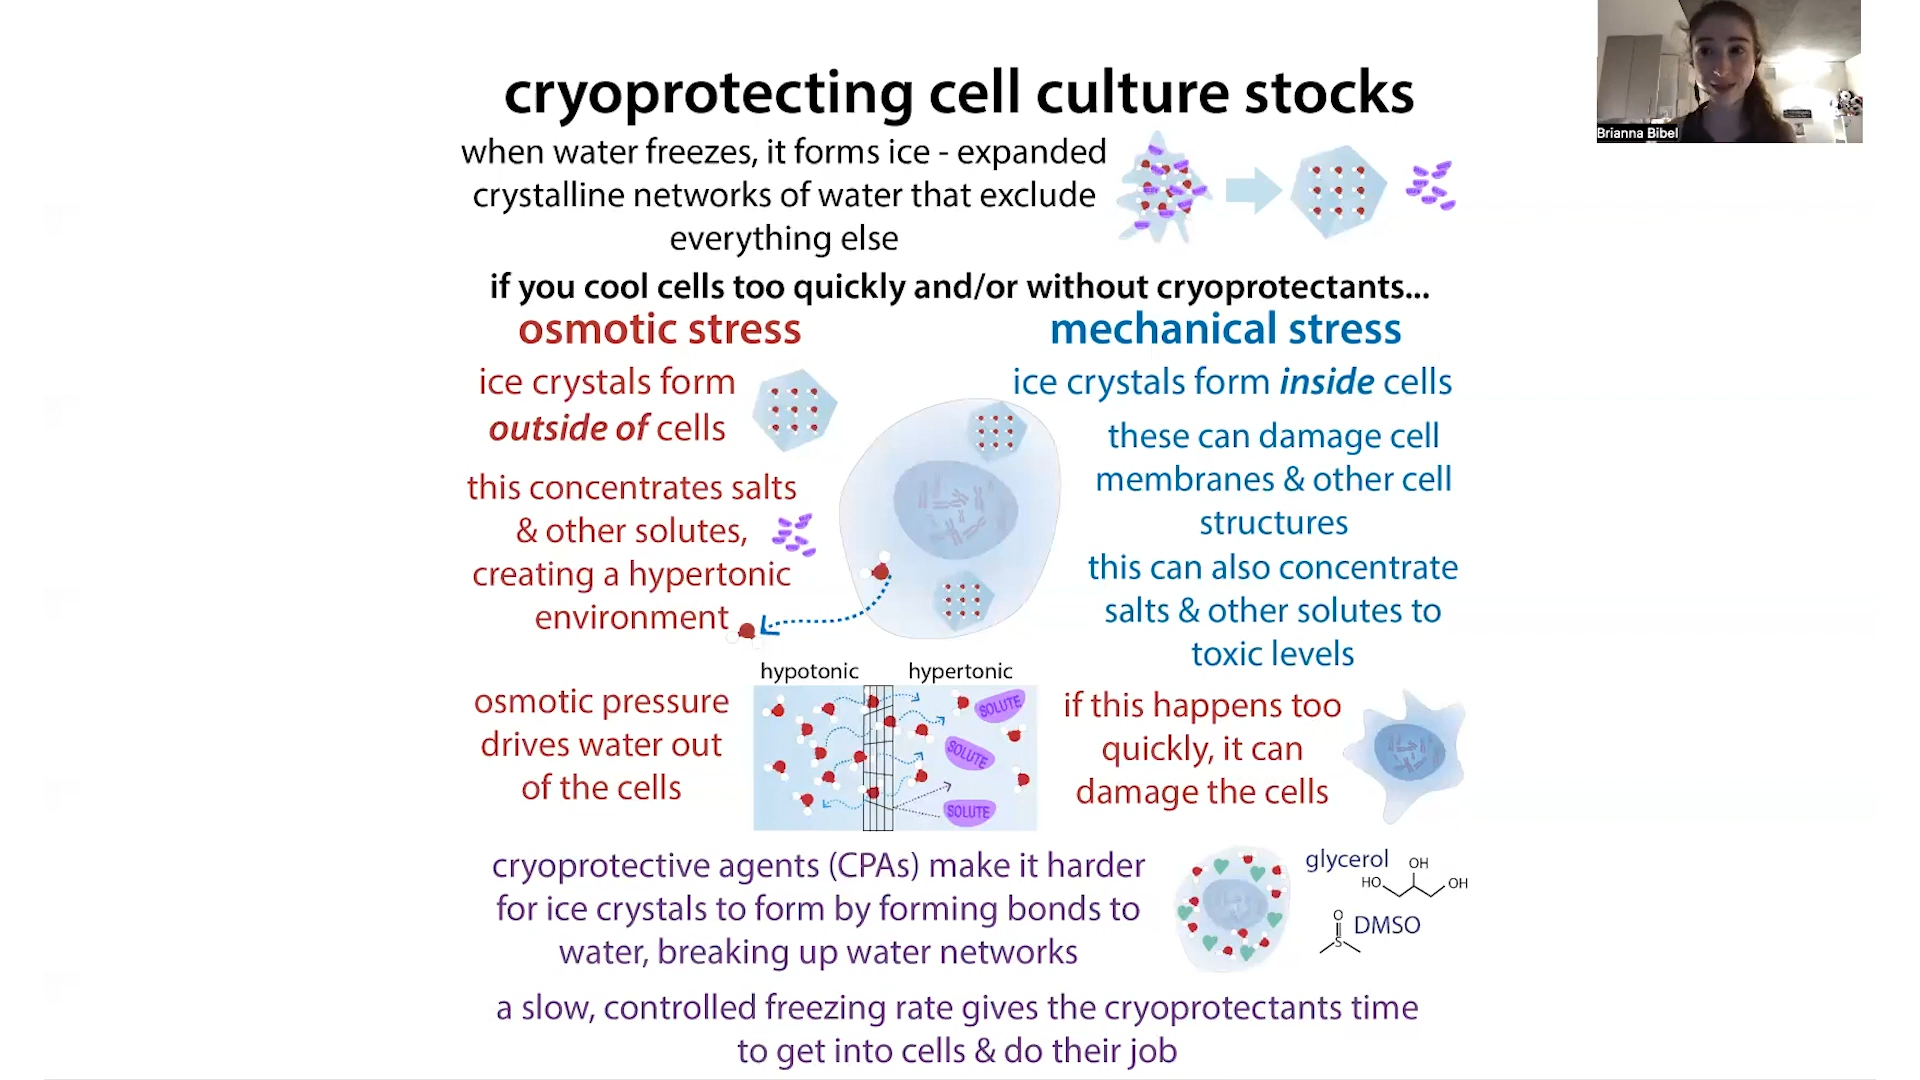 Brianna Bibel
cryoprotecting cell culture stocks
when water freezes, it forms ice - expanded
crystalline networks of water that exclude
everything else
if you cool cells too quickly and/or without cryoprotectants...
osmotic stress
ice crystals form
outside of cells
this concentrates salts
& other solutes,
creating a hypertonic
environment
mechanical stress
ice crystals form inside cells
these can damage cell
membranes & other cell
structures
this can also concentrate
salts & other solutes to
toxic levels
osmotic pressure
drives water out
of the cells
hypotonic
hypertonic
SOLUTE
SOLUTE
SOLUTE
if this happens too
quickly, it can
damage the cells
cryoprotective agents (CPAs) make it harder
for ice crystals to form by forming bonds to
water, breaking up water networks
glycerol
OH
HO
OH
O
S
DMSO
a slow, controlled freezing rate gives the cryoprotectants time
to get into cells & do their job